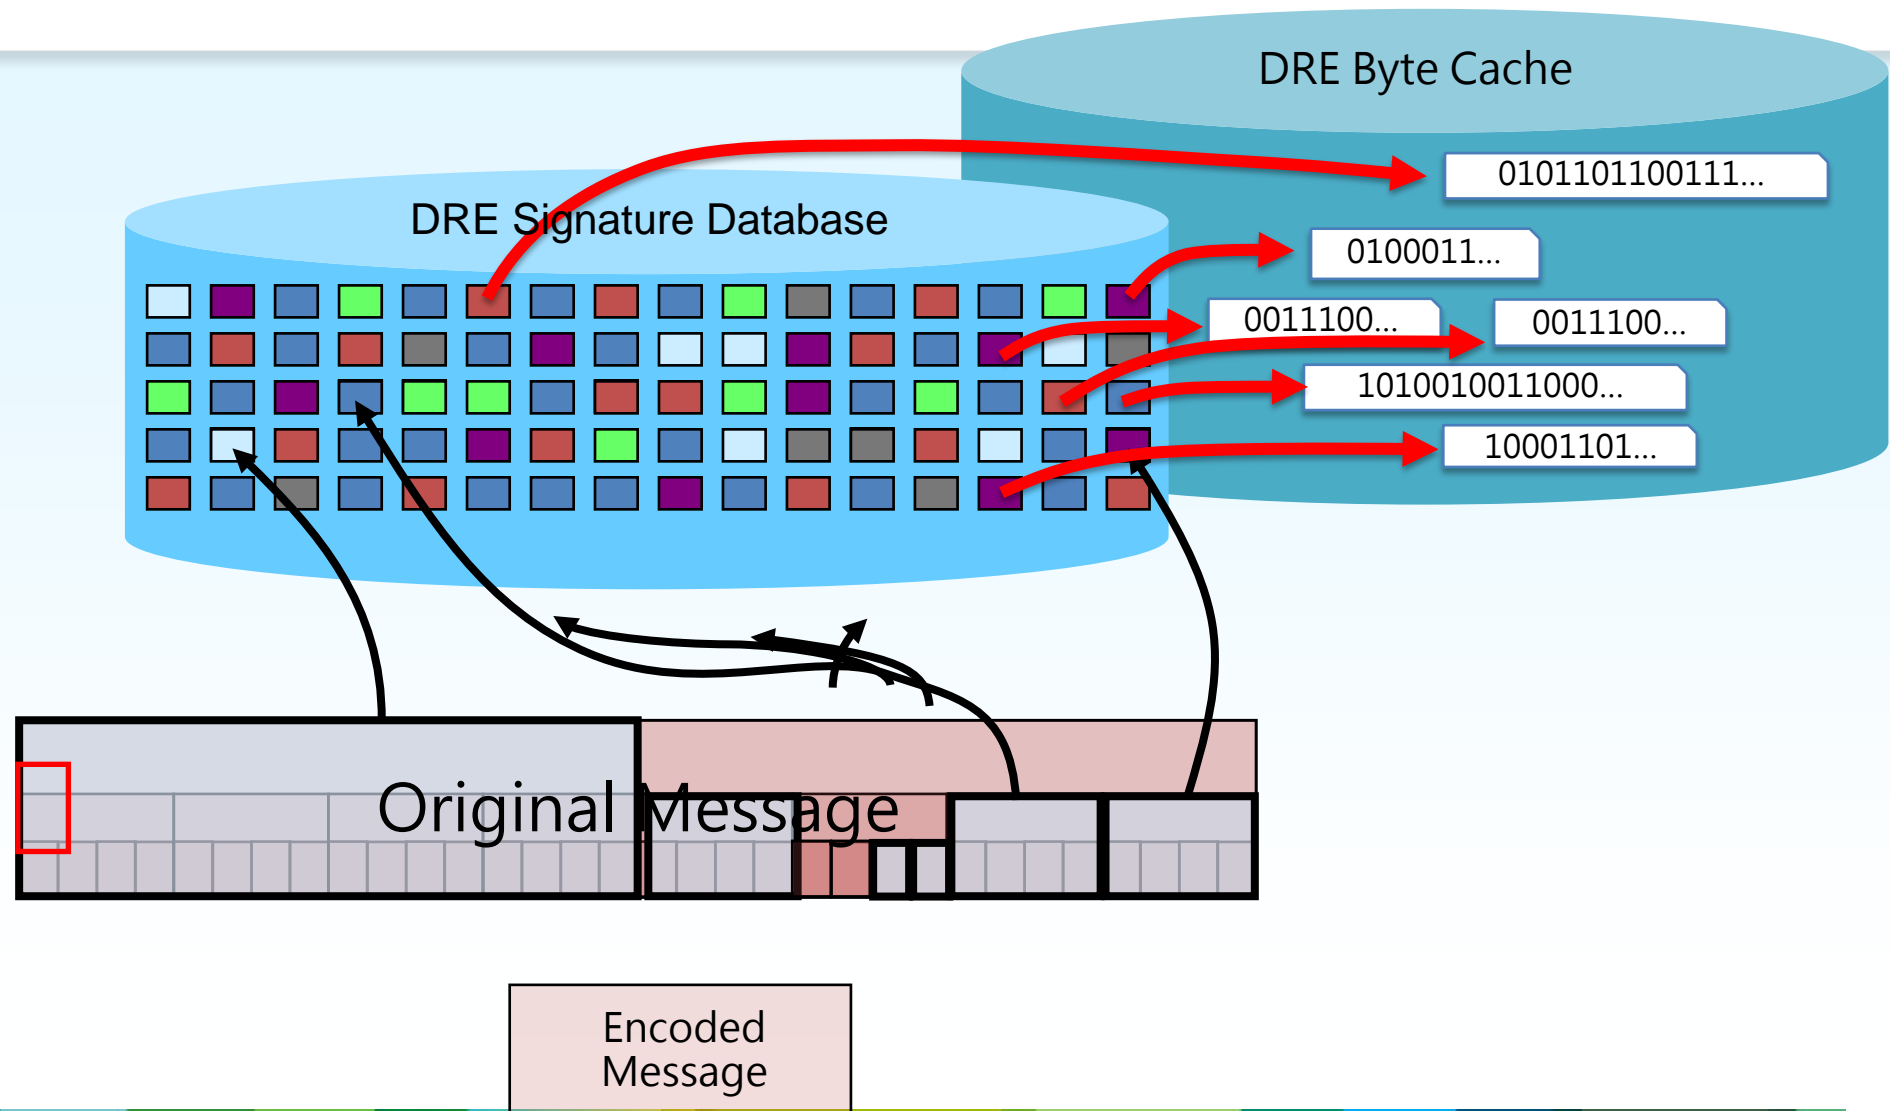 DRE Byte Cache
0101101100111...
DRE Signature Database
0100011...
0011100...
0011100...
1010010011000...
10001101...
Original Message
Encoded
Message